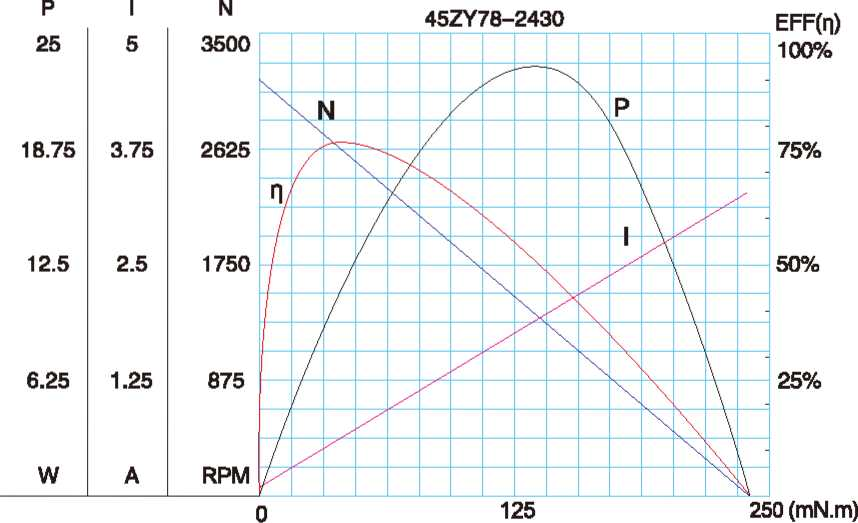 P I N
45ZY78-2430
EFF(η)
25 5 3500 100%
N
P
18.75 3.75 2625 75%
η
I
12.5 2.5 1750 50%
6.25 1.25 875 25%
W A RPM
0 125 250 (mN.m)